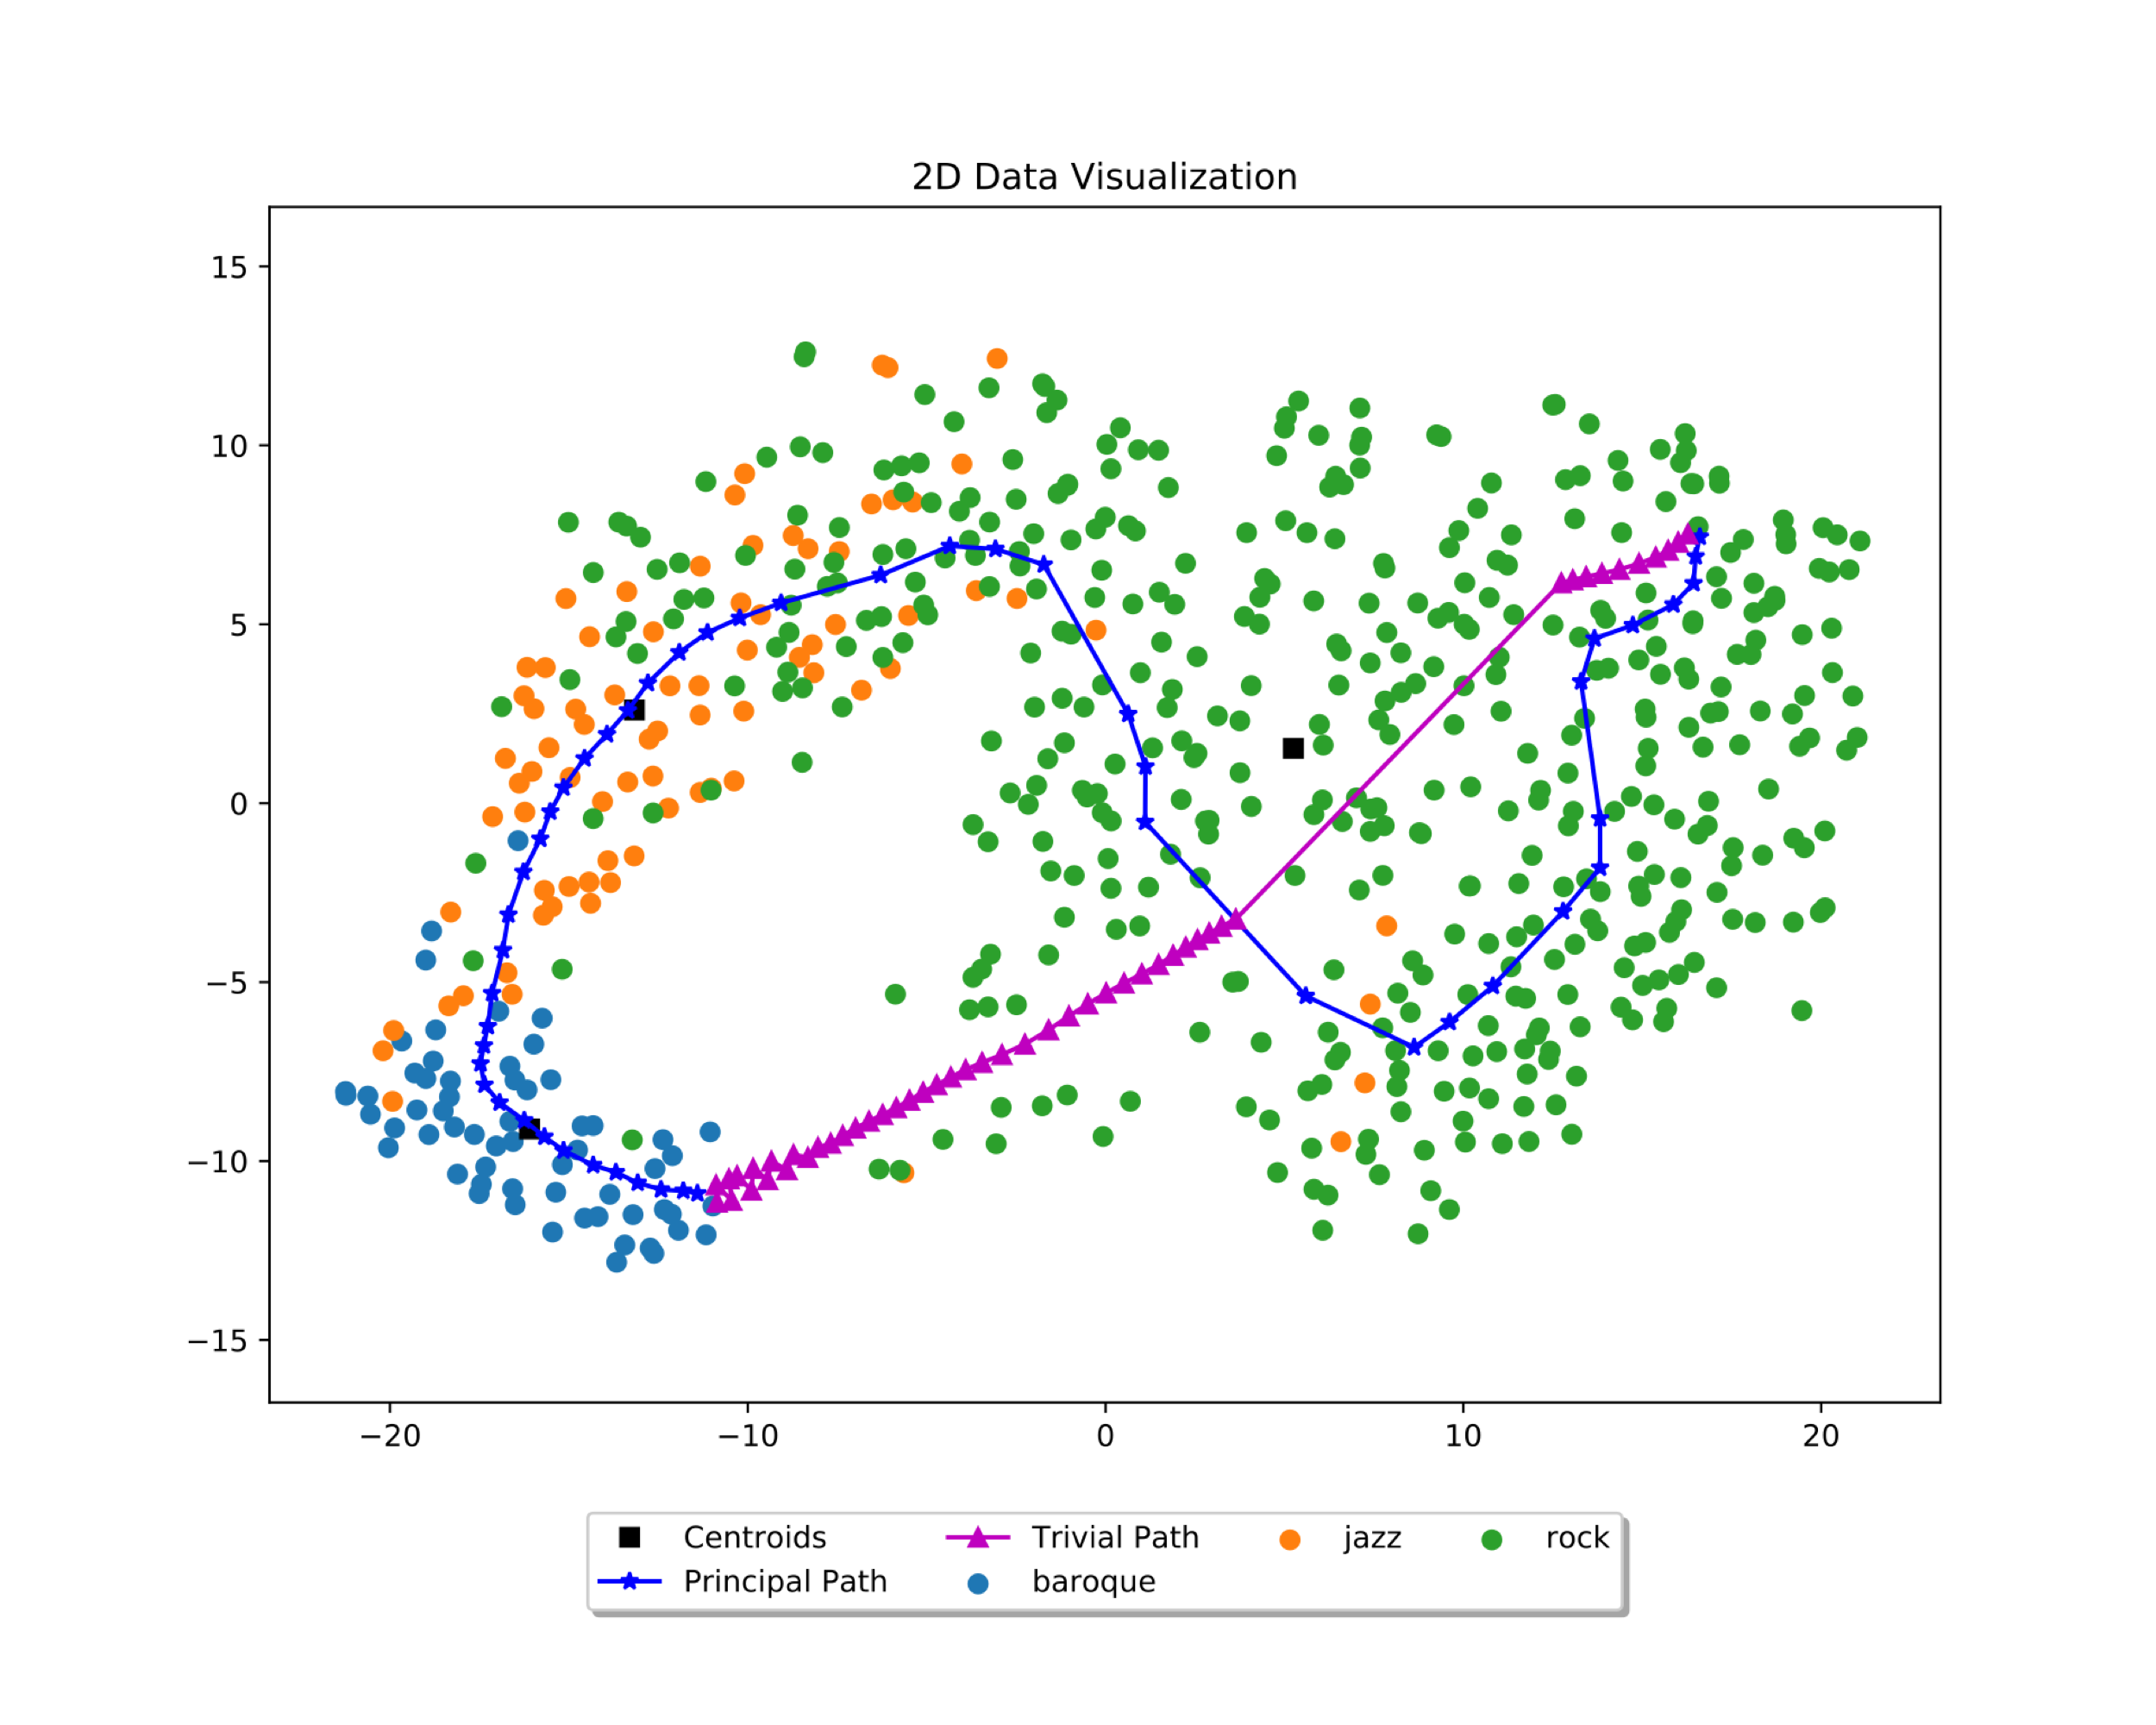 2D Data Visualization
15
10
5
0
−5
−10
−15
−20 −10 0 10 20
Centroids Trivial Path jazz rock
Principal Path baroque